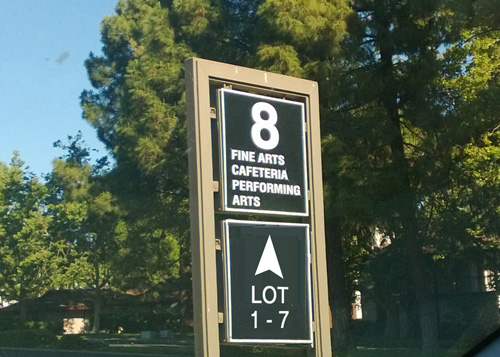 8
FINE ARTS
CAFETERIA
PERFORMING
ARTS
LOT
1 - 7